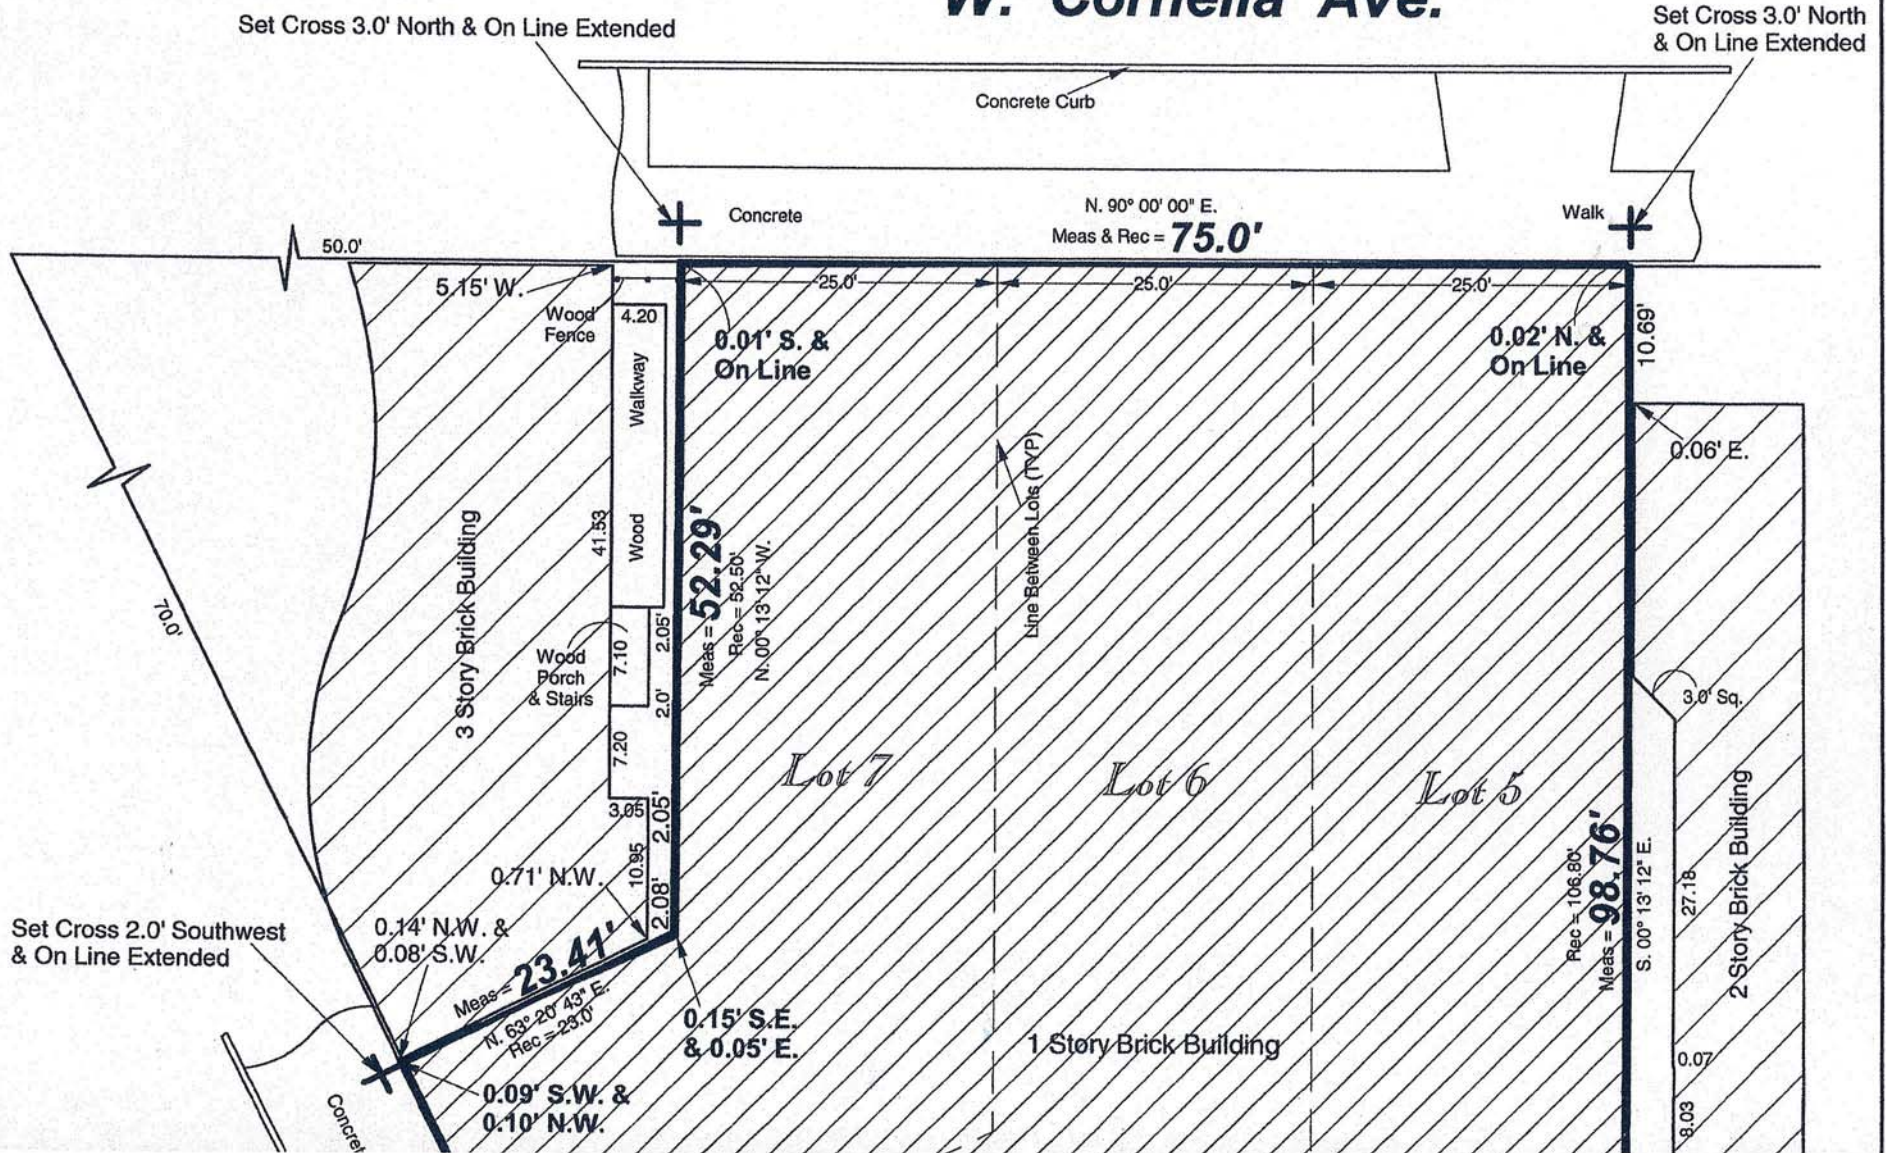 W. Cornelia Ave.
Set Cross 3.0' North & On Line Extended
Set Cross 3.0' North
& On Line Extended
Concrete Curb
Concrete
N. 90° 00' 00" E.
Meas & Rec = 75.0'
Walk
50.0'
5.15' W.
25.0'
25.0'
25.0'
Wood
Fence
4.20
0.01' S. &
On Line
0.02' N. &
On Line
10.69'
Walkway
Wood
0.06' E.
Line Between Lots (TYP)
41.53
3 Story Brick Building
70.0'
Meas = 52.29'
Rec = 52.50'
N. 00° 13' 12" W.
Wood
Porch
& Stairs
7.10
2.05'
2.0'
7.20
3.0' Sq.
Lot 7
Lot 6
Lot 5
3.05
2.05'
10.95
2.08'
0.71' N.W.
Rec = 106.80'
Meas = 98.76'
S. 00° 13' 12" E.
27.18
2 Story Brick Building
Set Cross 2.0' Southwest
& On Line Extended
0.14' N.W. &
0.08' S.W.
Meas = 23.41'
N. 63° 20' 43" E.
Rec = 23.0'
0.15' S.E.
& 0.05' E.
1 Story Brick Building
0.07
8.03
0.09' S.W. &
0.10' N.W.
Concret